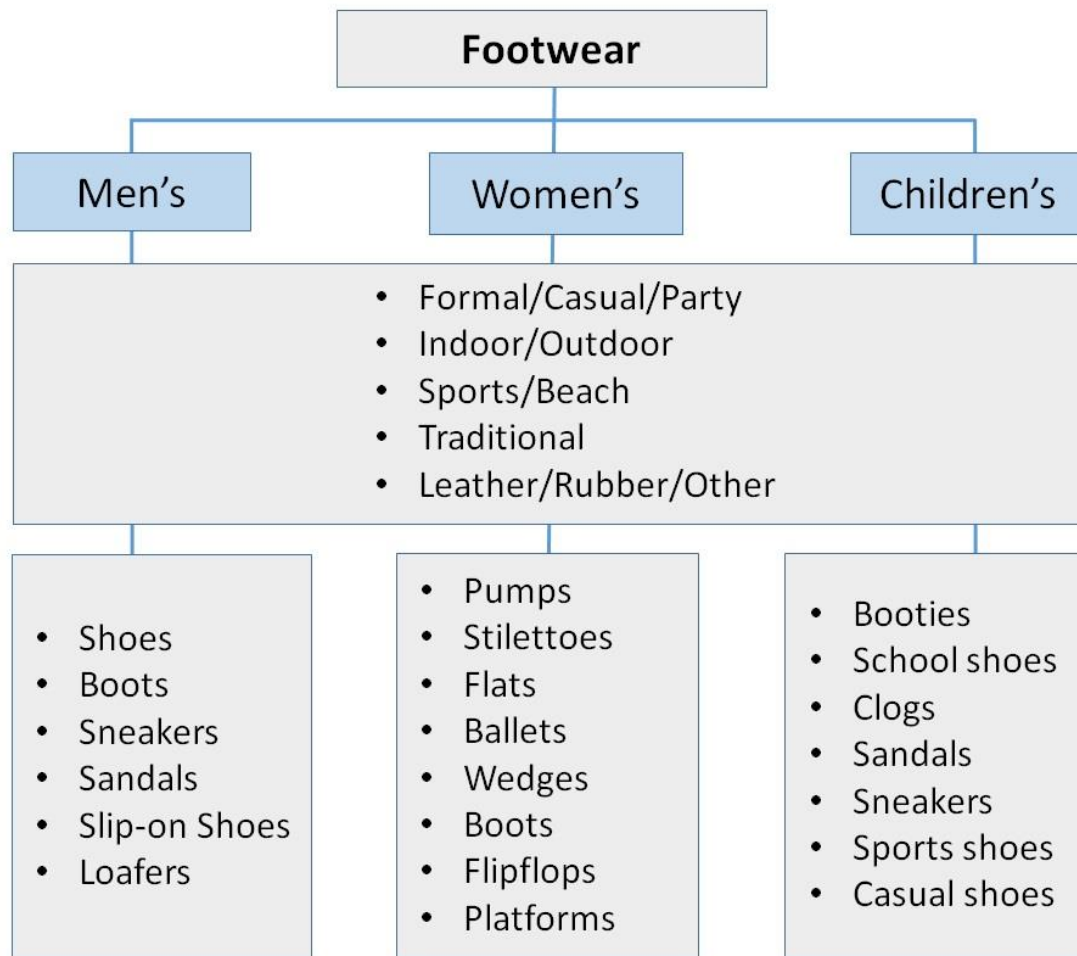 Footwear
Men's
Women's
Children's
• Formal/Casual/Party
• Indoor/Outdoor
• Sports/Beach
• Traditional
• Leather/Rubber/Other
• Shoes
• Boots
• Sneakers
• Sandals
• Slip-on Shoes
• Loafers
• Pumps
• Stilettoes
• Flats
• Ballets
• Wedges
• Boots
• Flipflops
• Platforms
• Booties
• School shoes
• Clogs
• Sandals
• Sneakers
• Sports shoes
• Casual shoes